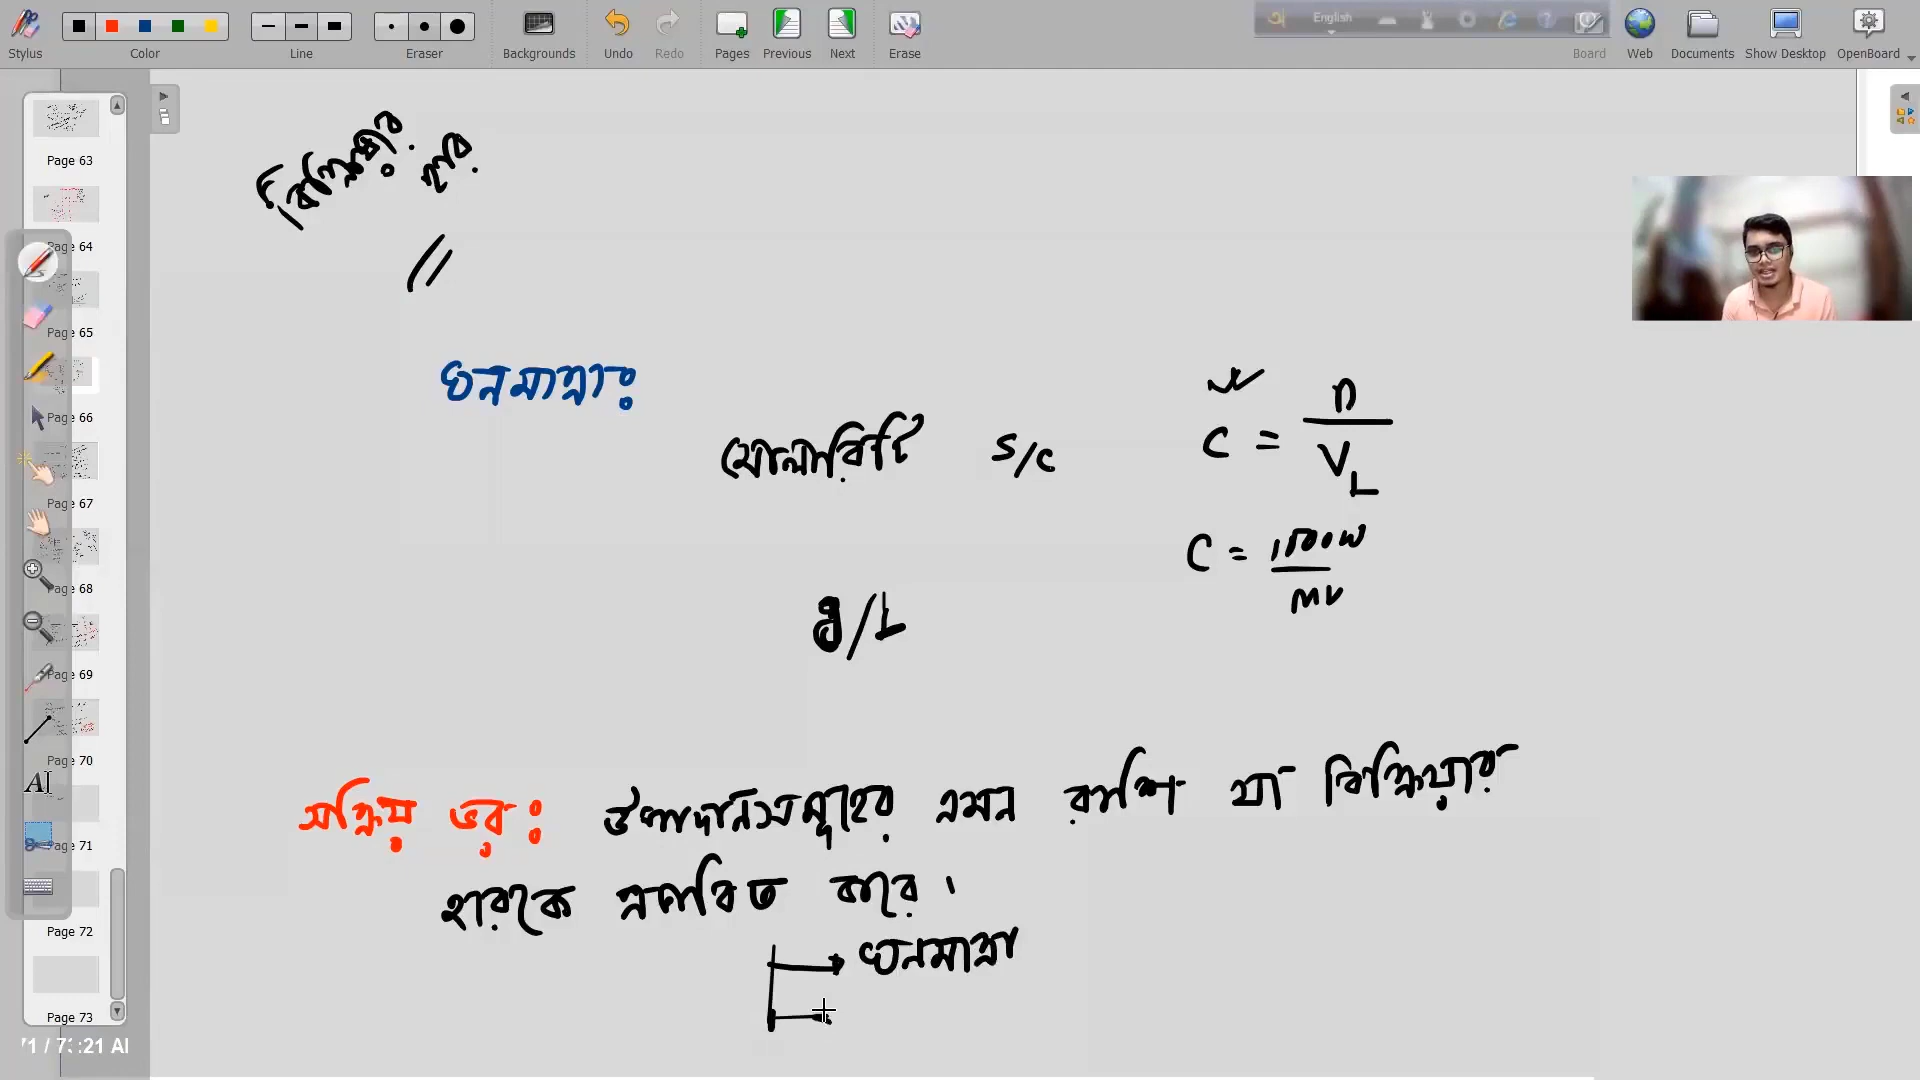 Stylus
Color
Line
Eraser
Backgrounds
Undo
Redo
Pages
Previous
Next
Erase
English
Board
Web
Documents
Show Desktop
OpenBoard
Page 63
Page 64
Page 65
Page 66
Page 67
Page 68
Page 69
Page 70
Page 71
Page 72
Page 73
বিক্রিয়ার হার
ঘনমাত্রাঃ
মোলারিটি S/C
C = n / V L
C = 1000W / MV
g/L
সক্রিয় ভরঃ উপাদানসমূহের এমন রাশি যা বিক্রিয়ার
হারকে প্রভাবিত করে।
ঘনমাত্রা